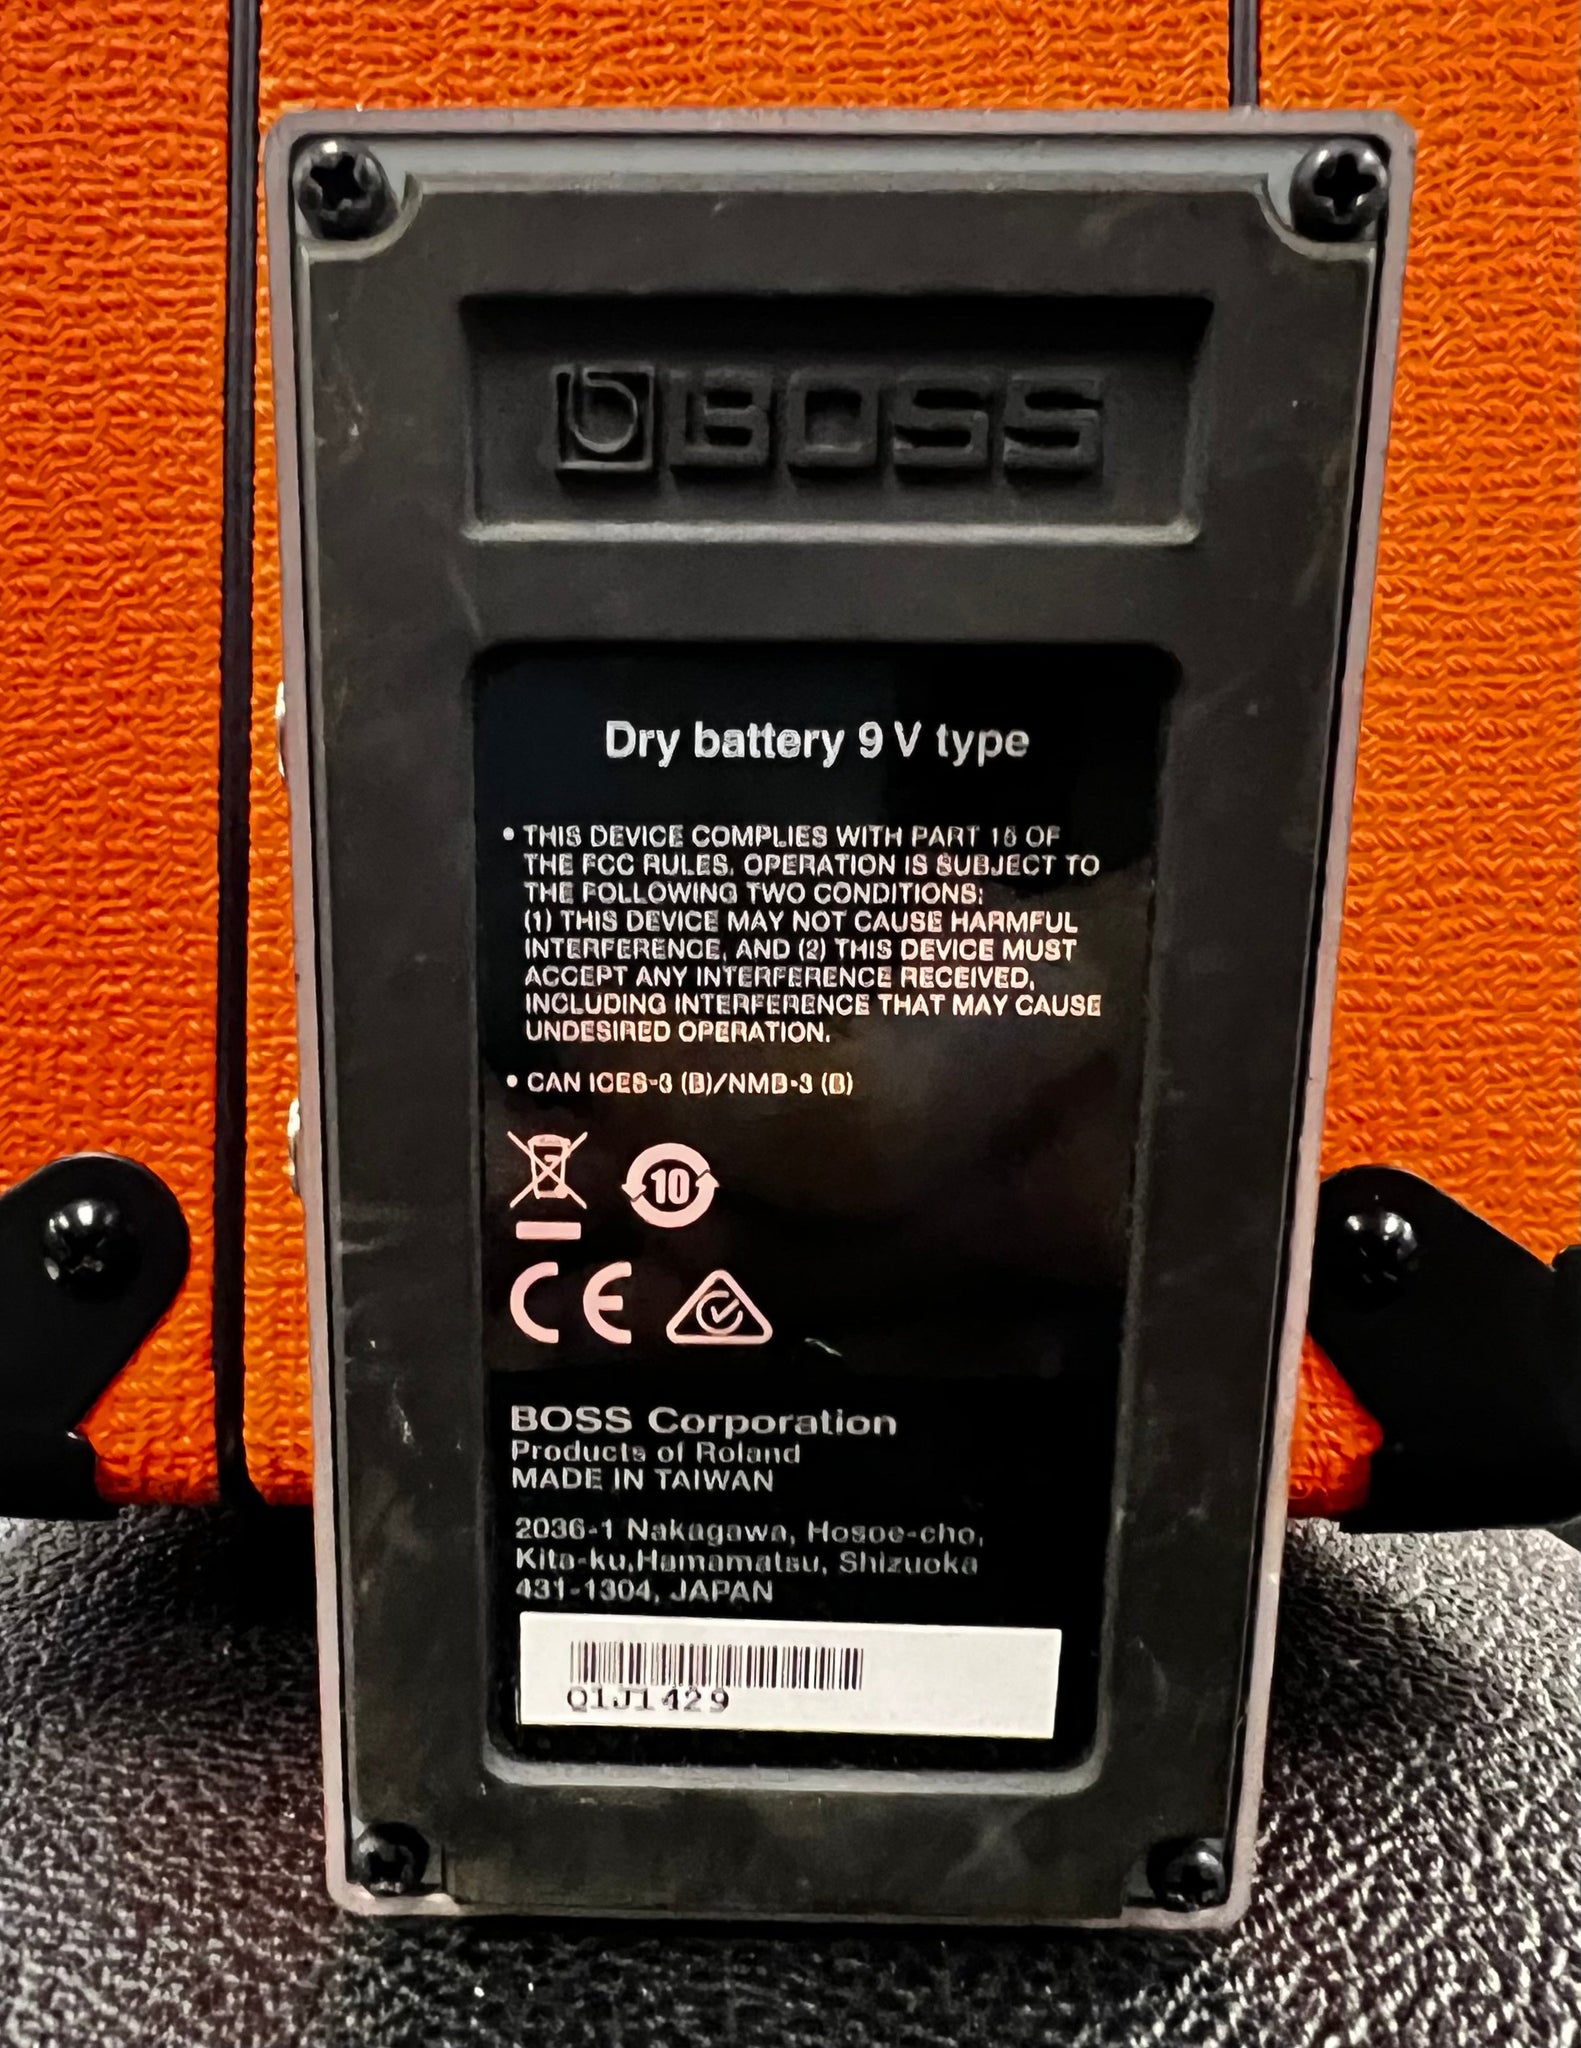 BOSS
Dry battery 9 V type
• THIS DEVICE COMPLIES WITH PART 15 OF
THE FCC RULES. OPERATION IS SUBJECT TO
THE FOLLOWING TWO CONDITIONS:
(1) THIS DEVICE MAY NOT CAUSE HARMFUL
INTERFERENCE, AND (2) THIS DEVICE MUST
ACCEPT ANY INTERFERENCE RECEIVED,
INCLUDING INTERFERENCE THAT MAY CAUSE
UNDESIRED OPERATION.
• CAN ICES-3 (B)/NMB-3 (B)
10
CE
BOSS Corporation
Products of Roland
MADE IN TAIWAN
2036-1 Nakagawa, Hosoe-cho,
Kita-ku,Hamamatsu, Shizuoka
431-1304, JAPAN
Q1J1429